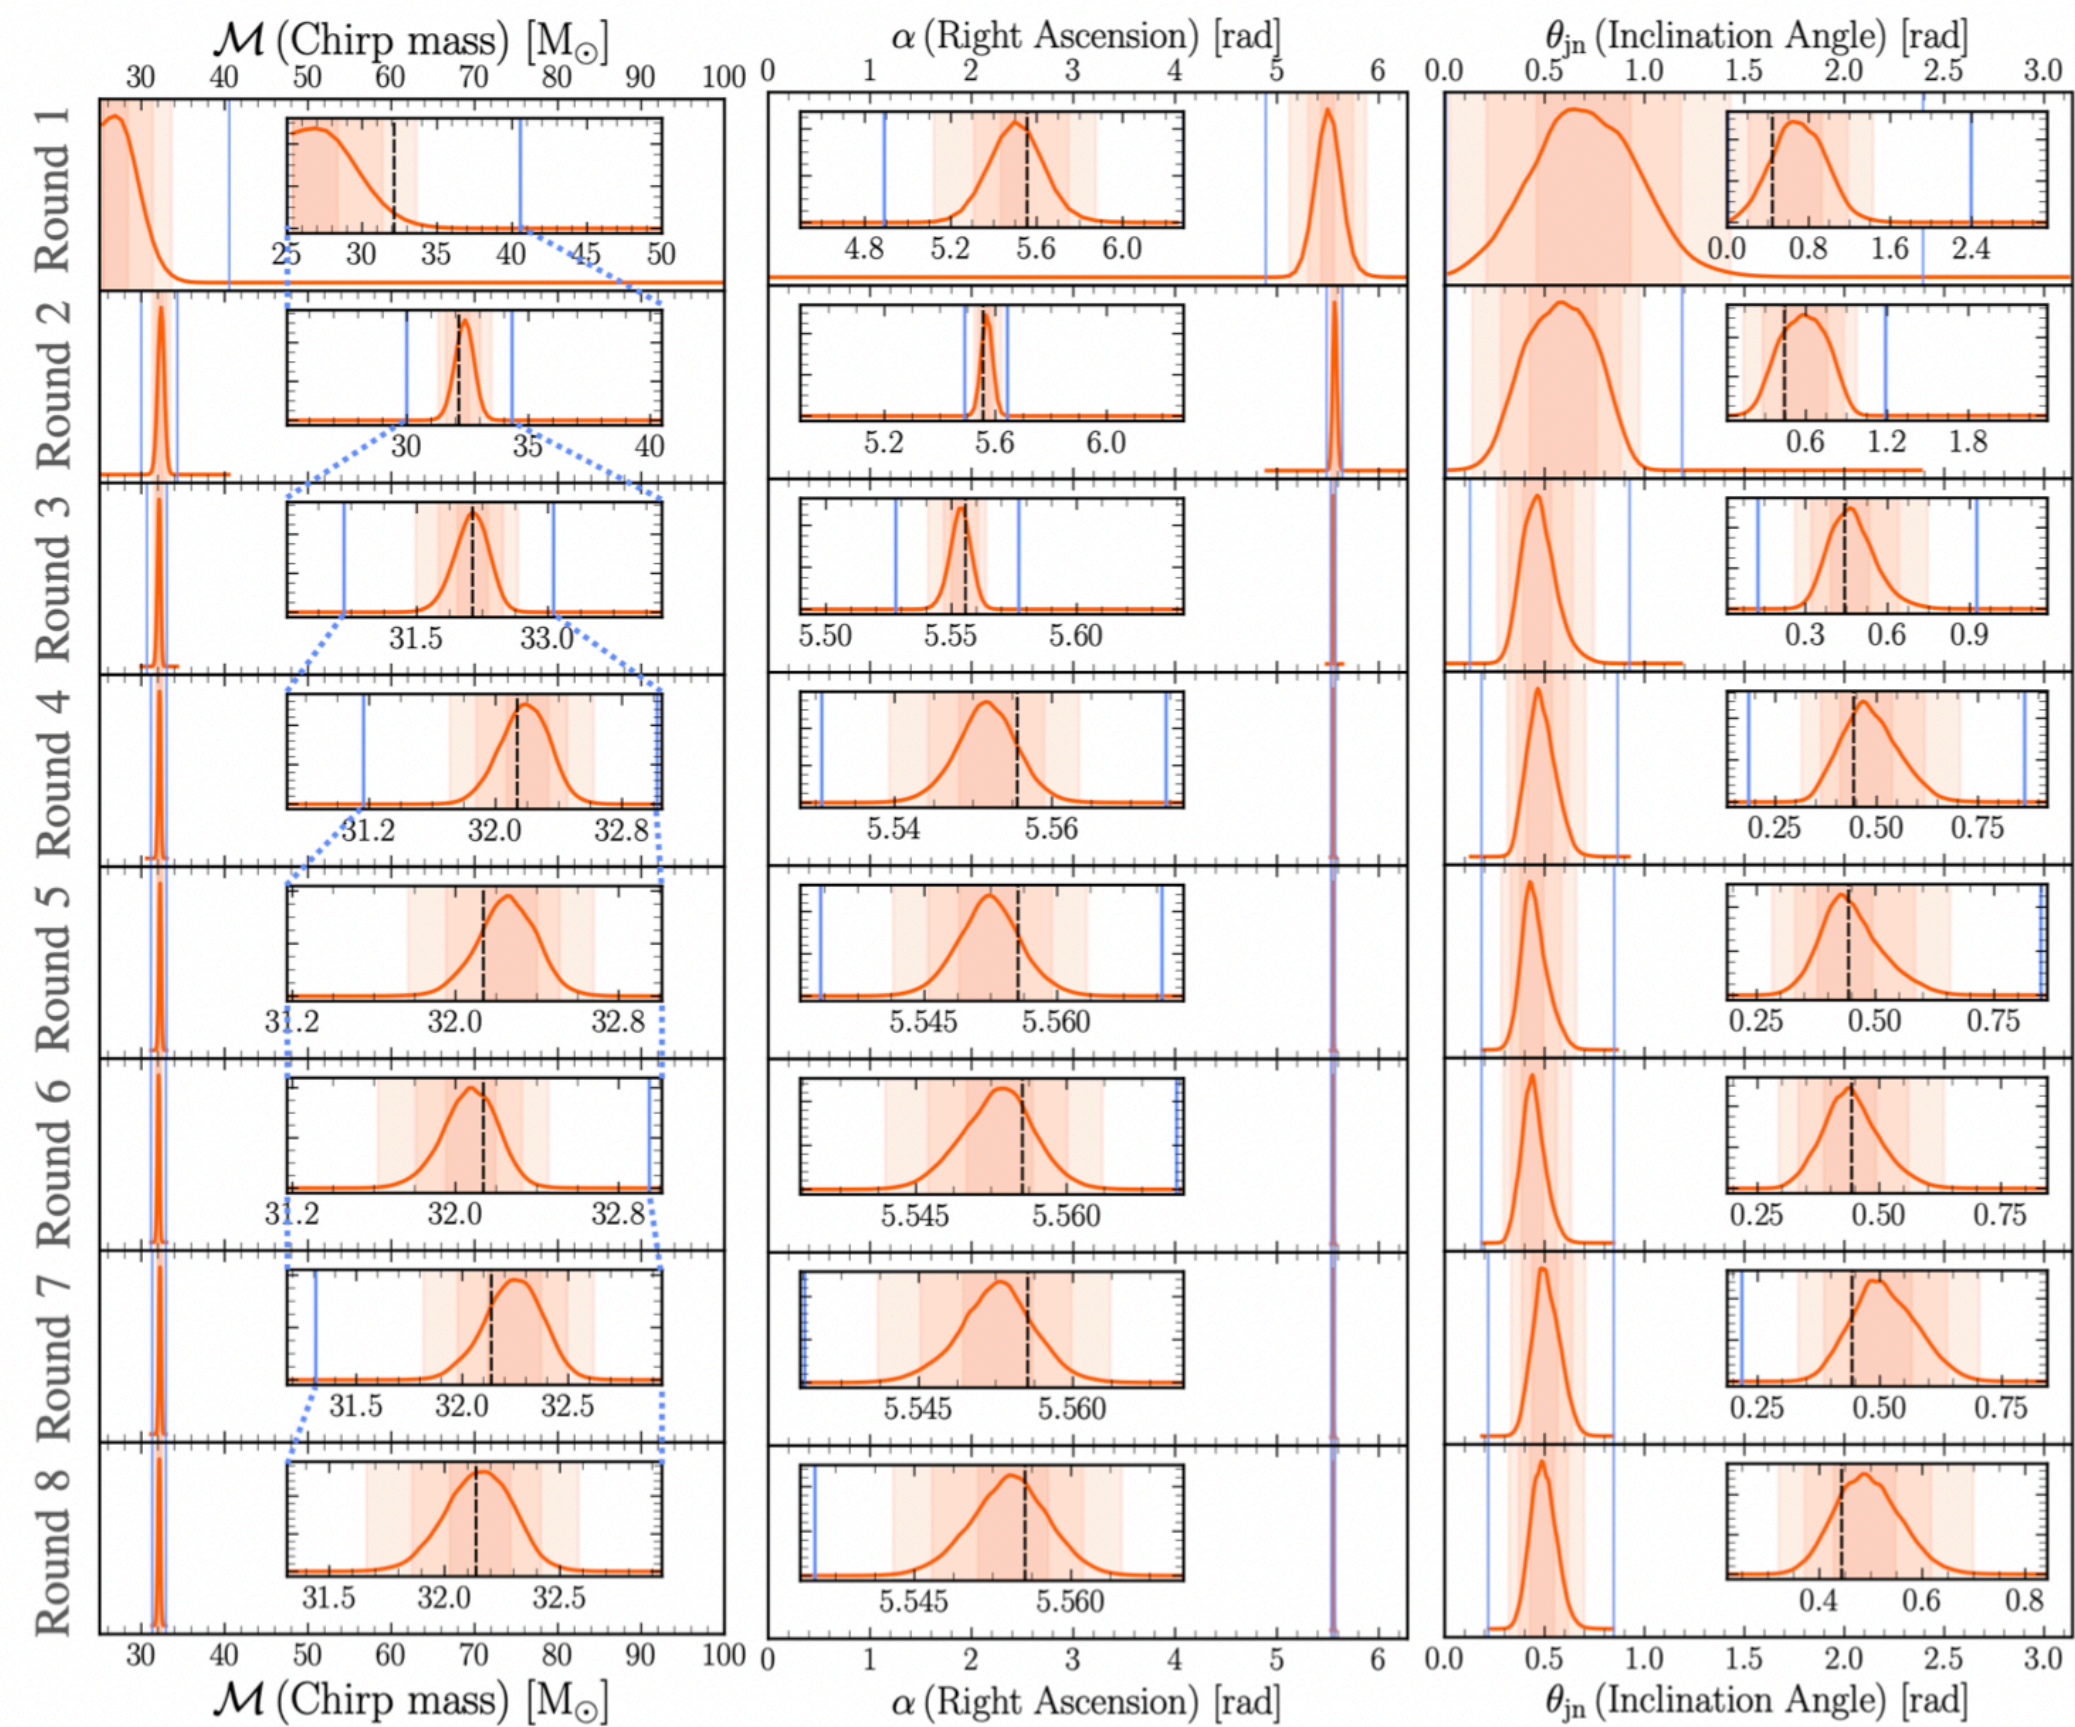 ℳ (Chirp mass) [M⊙] α (Right Ascension) [rad] θjn (Inclination Angle) [rad]
30 40 50 60 70 80 90 100 0 1 2 3 4 5 6 0.0 0.5 1.0 1.5 2.0 2.5 3.0
Round 1
25 30 35 40 45 50 4.8 5.2 5.6 6.0 0.0 0.8 1.6 2.4
Round 2
30 35 40 5.2 5.6 6.0 0.6 1.2 1.8
Round 3
31.5 33.0 5.50 5.55 5.60 0.3 0.6 0.9
Round 4
31.2 32.0 32.8 5.54 5.56 0.25 0.50 0.75
Round 5
31.2 32.0 32.8 5.545 5.560 0.25 0.50 0.75
Round 6
31.2 32.0 32.8 5.545 5.560 0.25 0.50 0.75
Round 7
31.5 32.0 32.5 5.545 5.560 0.25 0.50 0.75
Round 8
31.5 32.0 32.5 5.545 5.560 0.4 0.6 0.8
30 40 50 60 70 80 90 100 0 1 2 3 4 5 6 0.0 0.5 1.0 1.5 2.0 2.5 3.0
ℳ (Chirp mass) [M⊙] α (Right Ascension) [rad] θjn (Inclination Angle) [rad]